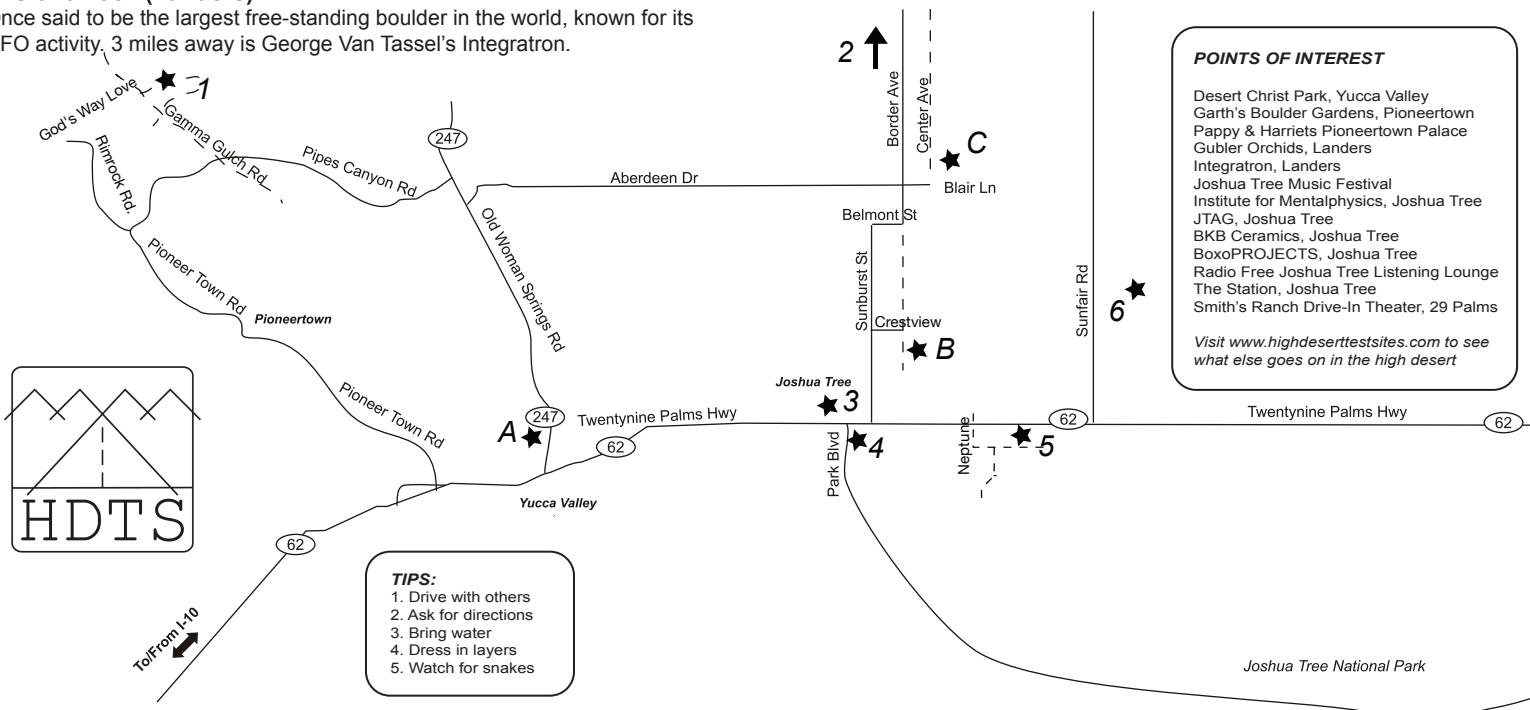 once said to be the largest free-standing boulder in the world, known for its
FO activity. 3 miles away is George Van Tassel's Integratron.
1
God's Way Love
Gamma Gulch Rd
Rimrock Rd.
Pipes Canyon Rd
247
Aberdeen Dr
Old Woman Springs Rd
Pioneer Town Rd
Pioneertown
Pioneer Town Rd
2
Border Ave
Center Ave
C
Blair Ln
Belmont St
Sunburst St
Crestview
B
Sunfair Rd
6
Joshua Tree
3
A
247
Twentynine Palms Hwy
62
4
Park Blvd
Neptune
5
62
Twentynine Palms Hwy
62
Yucca Valley
62
To/From I-10
Joshua Tree National Park
HDTS
TIPS:
1. Drive with others
2. Ask for directions
3. Bring water
4. Dress in layers
5. Watch for snakes
POINTS OF INTEREST
Desert Christ Park, Yucca Valley
Garth's Boulder Gardens, Pioneertown
Pappy & Harriets Pioneertown Palace
Gubler Orchids, Landers
Integratron, Landers
Joshua Tree Music Festival
Institute for Mentalphysics, Joshua Tree
JTAG, Joshua Tree
BKB Ceramics, Joshua Tree
BoxoPROJECTS, Joshua Tree
Radio Free Joshua Tree Listening Lounge
The Station, Joshua Tree
Smith's Ranch Drive-In Theater, 29 Palms
Visit www.highdeserttestsites.com to see
what else goes on in the high desert